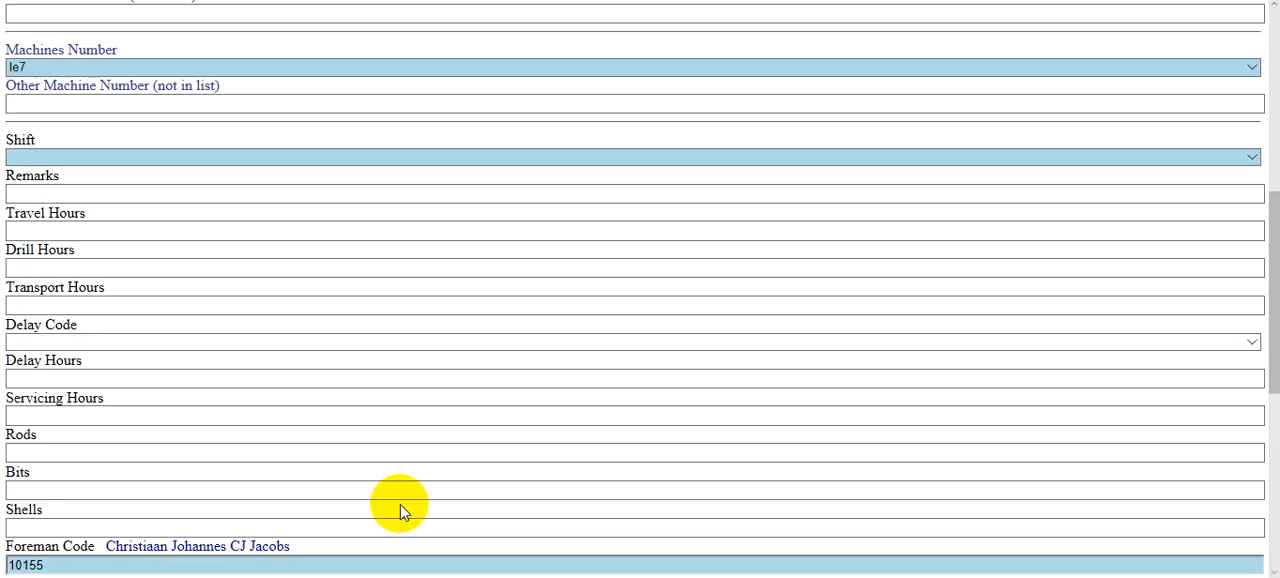 Machines Number
le7
Other Machine Number (not in list)
Shift
Remarks
Travel Hours
Drill Hours
Transport Hours
Delay Code
Delay Hours
Servicing Hours
Rods
Bits
Shells
Foreman Code Christiaan Johannes CJ Jacobs
10155